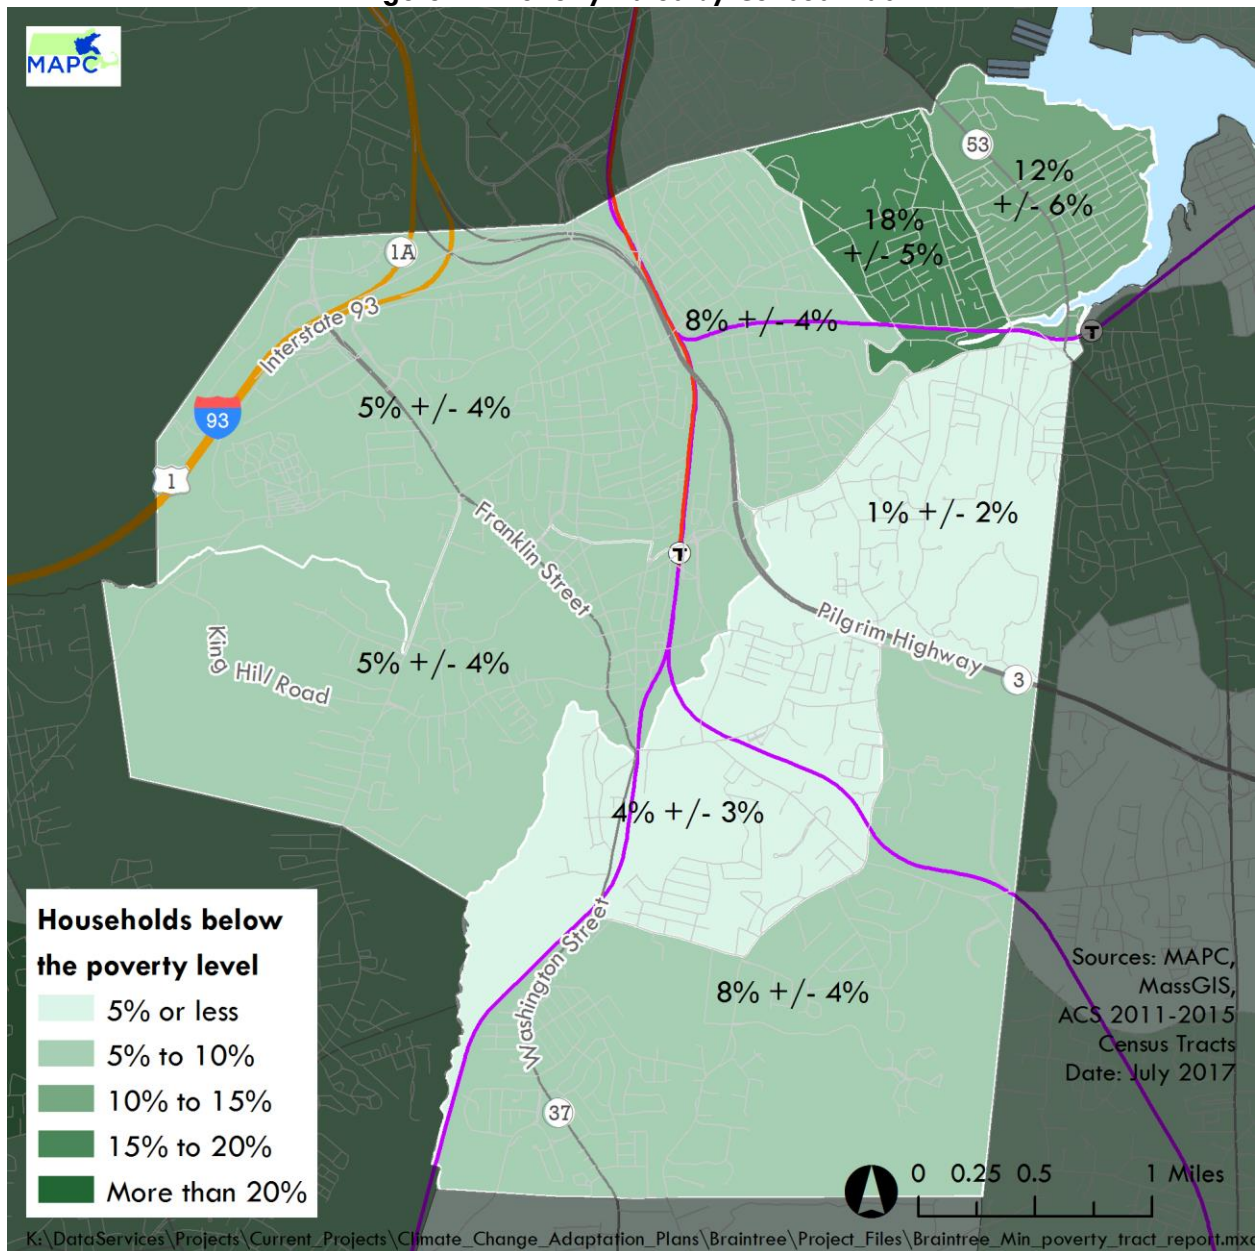 MAPC
53
12%
+/- 6%
18%
+/- 5%
1A
Interstate 93
8% +/- 4%
93
5% +/- 4%
1
1% +/- 2%
Franklin Street
T
T
Pilgrim Highway
3
King Hill Road
5% +/- 4%
4% +/- 3%
Washington Street
8% +/- 4%
37
Households below
the poverty level
5% or less
5% to 10%
10% to 15%
15% to 20%
More than 20%
Sources: MAPC,
MassGIS,
ACS 2011-2015
Census Tracts
Date: July 2017
0 0.25 0.5 1 Miles
K:\DataServices\Projects\Current_Projects\Climate_Change_Adaptation_Plans\Braintree\Project_Files\Braintree_Min_poverty_tract_report.mxd